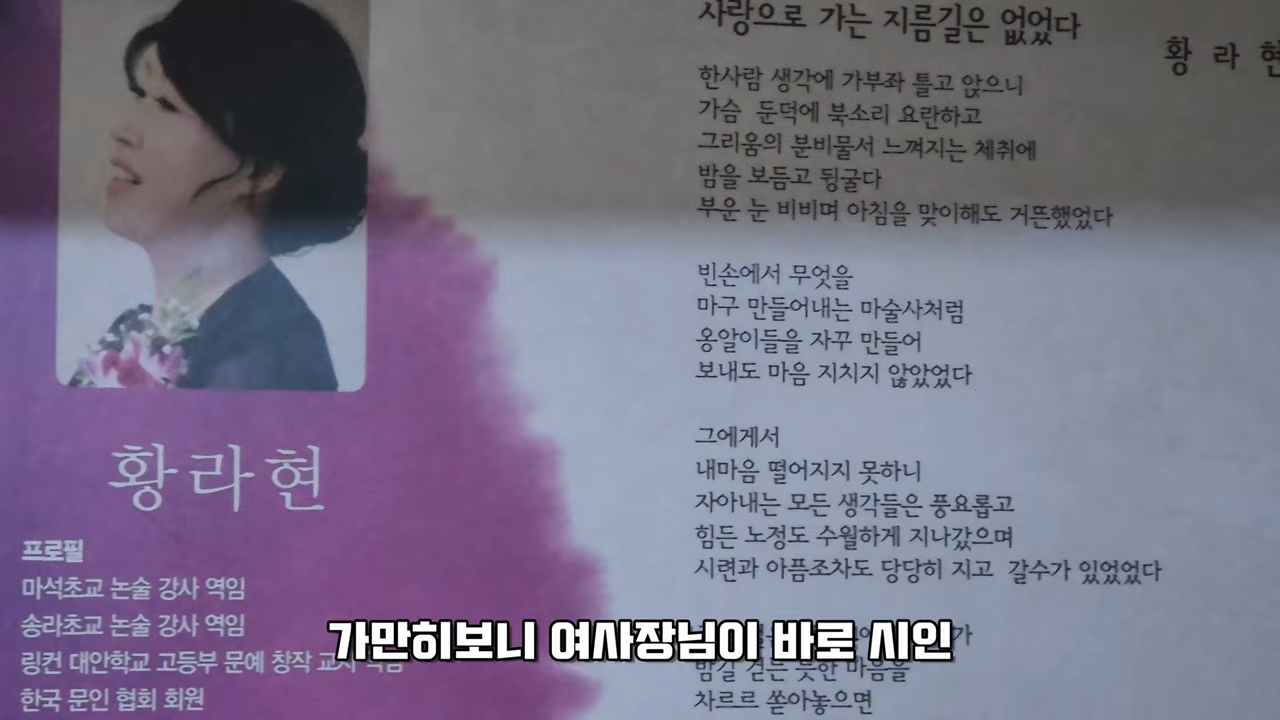 황라현
프로필
마석초교 논술 강사 역임
송라초교 논술 강사 역임
링컨 대안학교 고등부 문예 창작 교사 역임
한국 문인 협회 회원
사랑으로 가는 지름길은 없었다
황 라 현
한사람 생각에 가부좌 틀고 앉으니
가슴 둔덕에 북소리 요란하고
그리움의 분비물서 느껴지는 체취에
밤을 보듬고 뒹굴다
부운 눈 비비며 아침을 맞이해도 거뜬했었다
빈손에서 무엇을
마구 만들어내는 마술사처럼
옹알이들을 자꾸 만들어
보내도 마음 지치지 않았었다
그에게서
내마음 떨어지지 못하니
자아내는 모든 생각들은 풍요롭고
힘든 노정도 수월하게 지나갔으며
시련과 아픔조차도 당당히 지고 갈수가 있었었다
밤길 걷는 듯한 마음을
차르르 쏟아놓으면
가만히보니 여사장님이 바로 시인